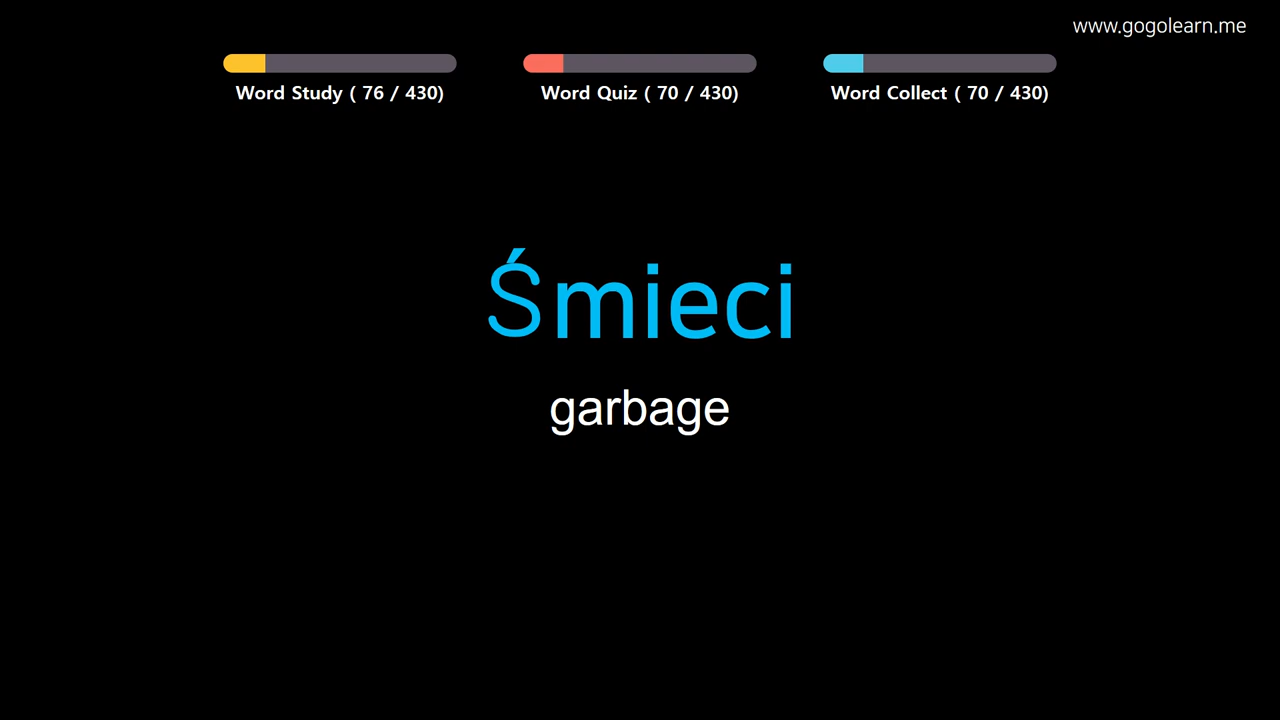 www.gogolearn.me
Word Study ( 76 / 430)
Word Quiz ( 70 / 430)
Word Collect ( 70 / 430)
Śmieci
garbage